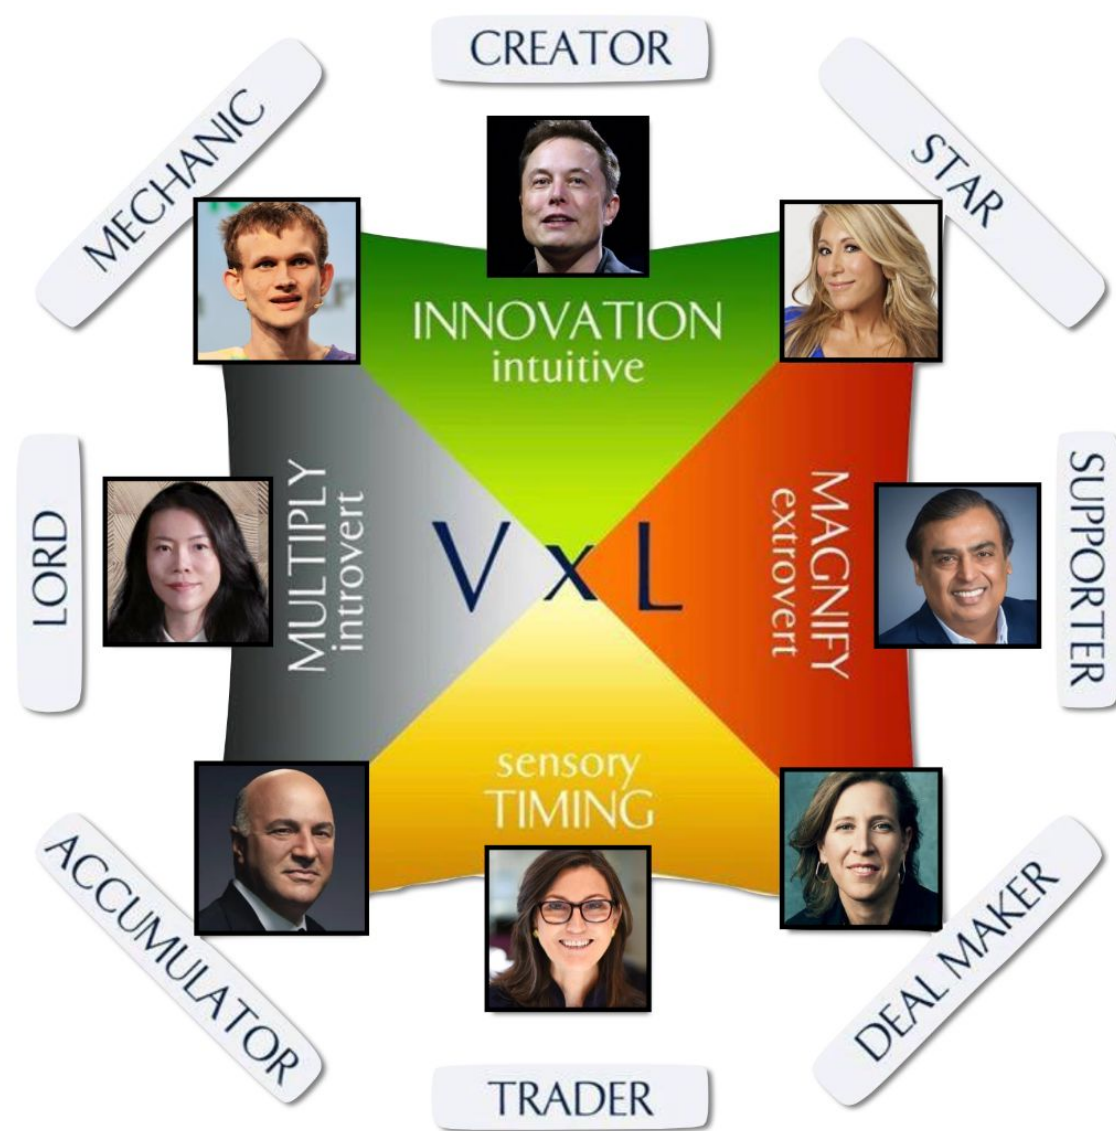 CREATOR
MECHANIC
STAR
INNOVATION
intuitive
LORD
MULTIPLY
introvert
V x L
MAGNIFY
extrovert
SUPPORTER
sensory
TIMING
ACCUMULATOR
DEAL MAKER
TRADER